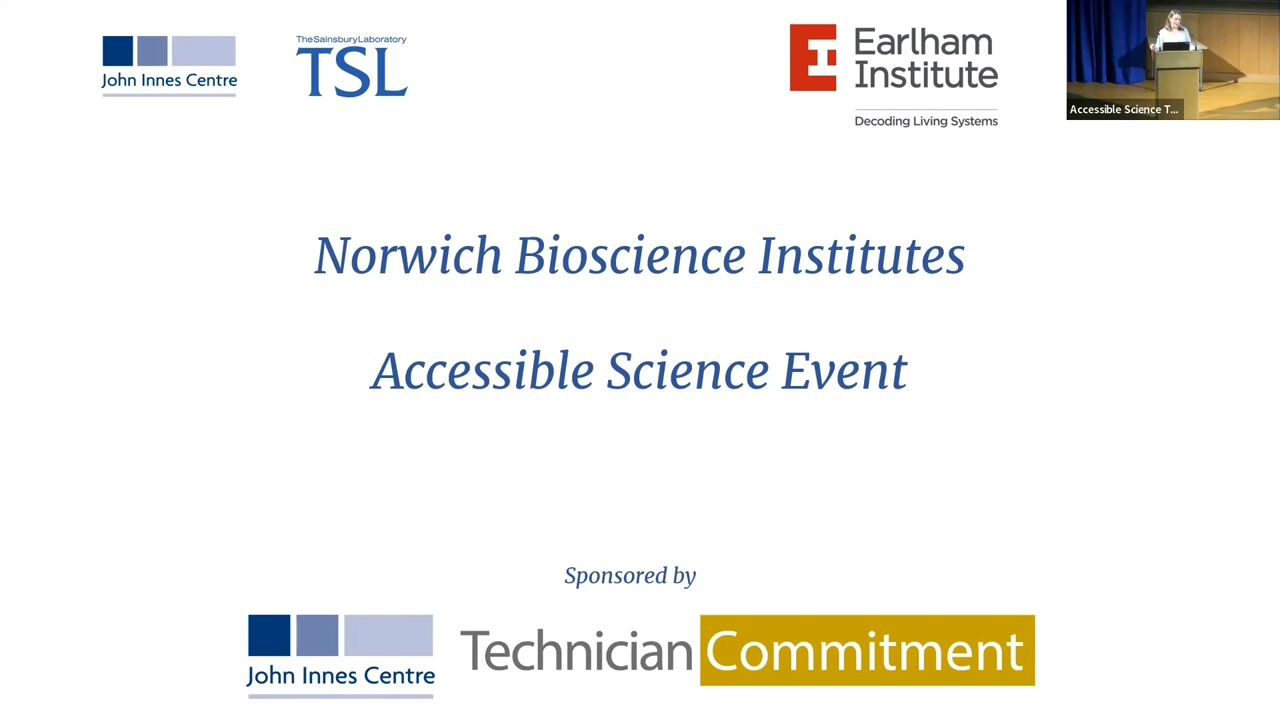 John Innes Centre
TheSainsburyLaboratory
TSL
Earlham
Institute
Decoding Living Systems
Accessible Science T...
Norwich Bioscience Institutes
Accessible Science Event
Sponsored by
John Innes Centre
Technician Commitment